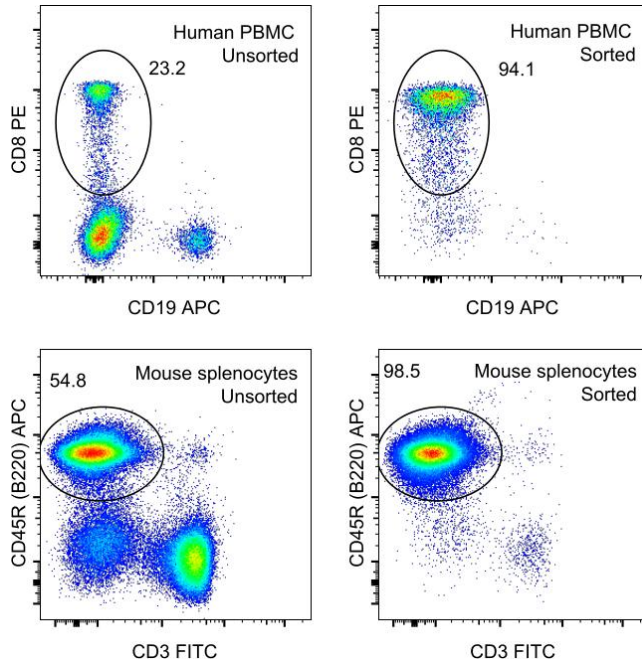 Human PBMC
Unsorted
23.2
CD8 PE
CD19 APC
Human PBMC
Sorted
94.1
CD8 PE
CD19 APC
54.8
Mouse splenocytes
Unsorted
CD45R (B220) APC
CD3 FITC
98.5
Mouse splenocytes
Sorted
CD45R (B220) APC
CD3 FITC